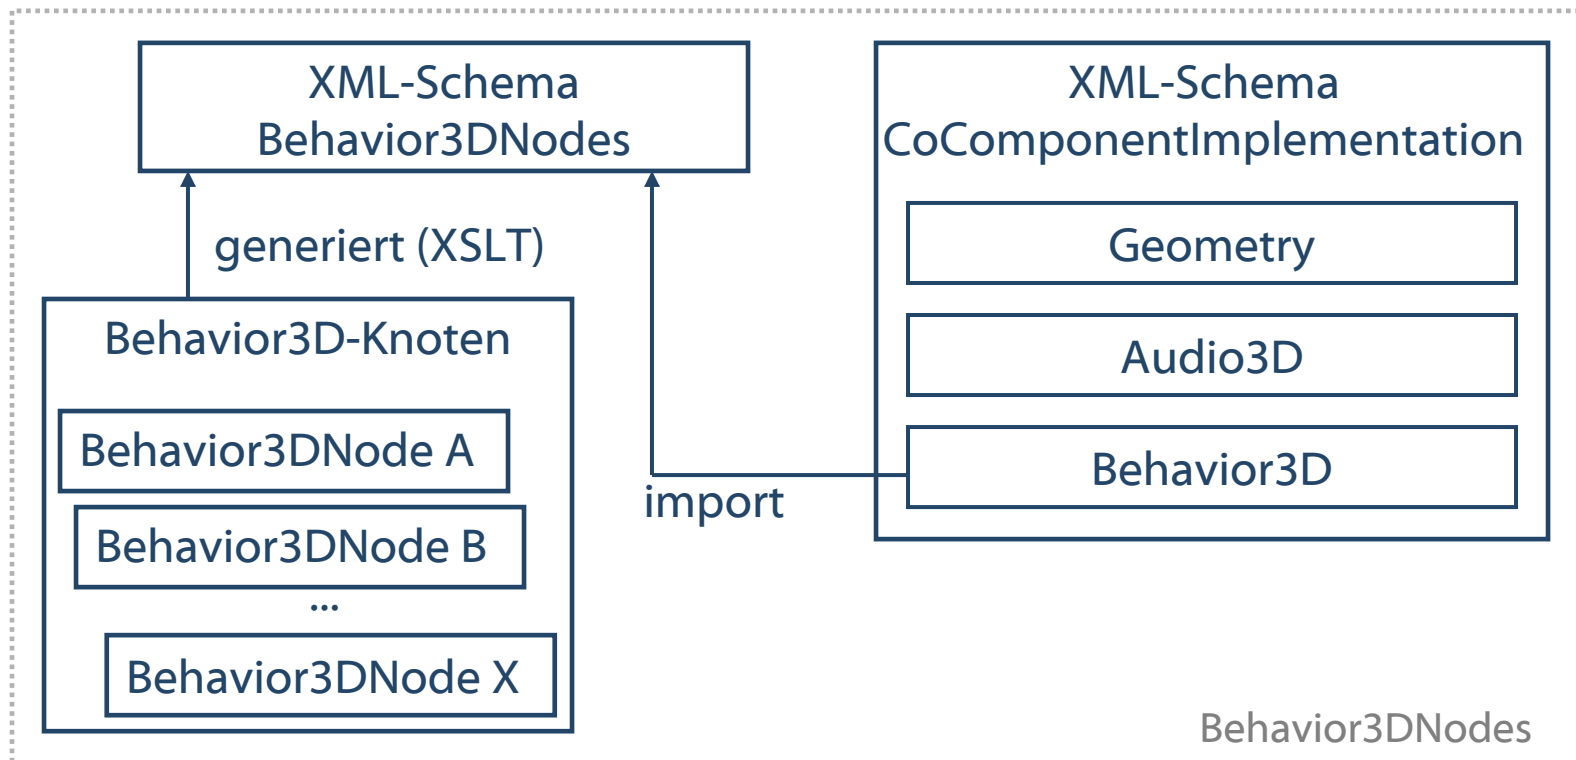 XML-Schema
Behavior3DNodes
generiert (XSLT)
Behavior3D-Knoten
Behavior3DNode A
Behavior3DNode B
...
Behavior3DNode X
import
XML-Schema
CoComponentImplementation
Geometry
Audio3D
Behavior3D
Behavior3DNodes